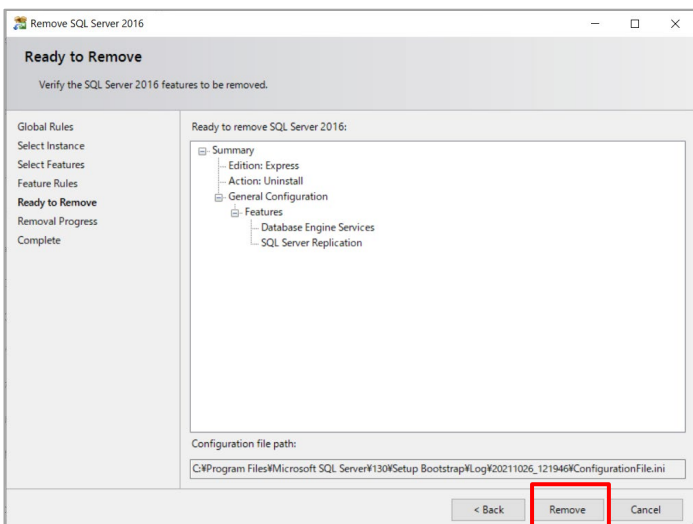 Remove SQL Server 2016
Ready to Remove
Verify the SQL Server 2016 features to be removed.
Global Rules
Select Instance
Select Features
Feature Rules
Ready to Remove
Removal Progress
Complete
Ready to remove SQL Server 2016:
Summary
Edition: Express
Action: Uninstall
General Configuration
Features
Database Engine Services
SQL Server Replication
Configuration file path:
C:¥Program Files¥Microsoft SQL Server¥130¥Setup Bootstrap¥Log¥20211026_121946¥ConfigurationFile.ini
< Back
Remove
Cancel